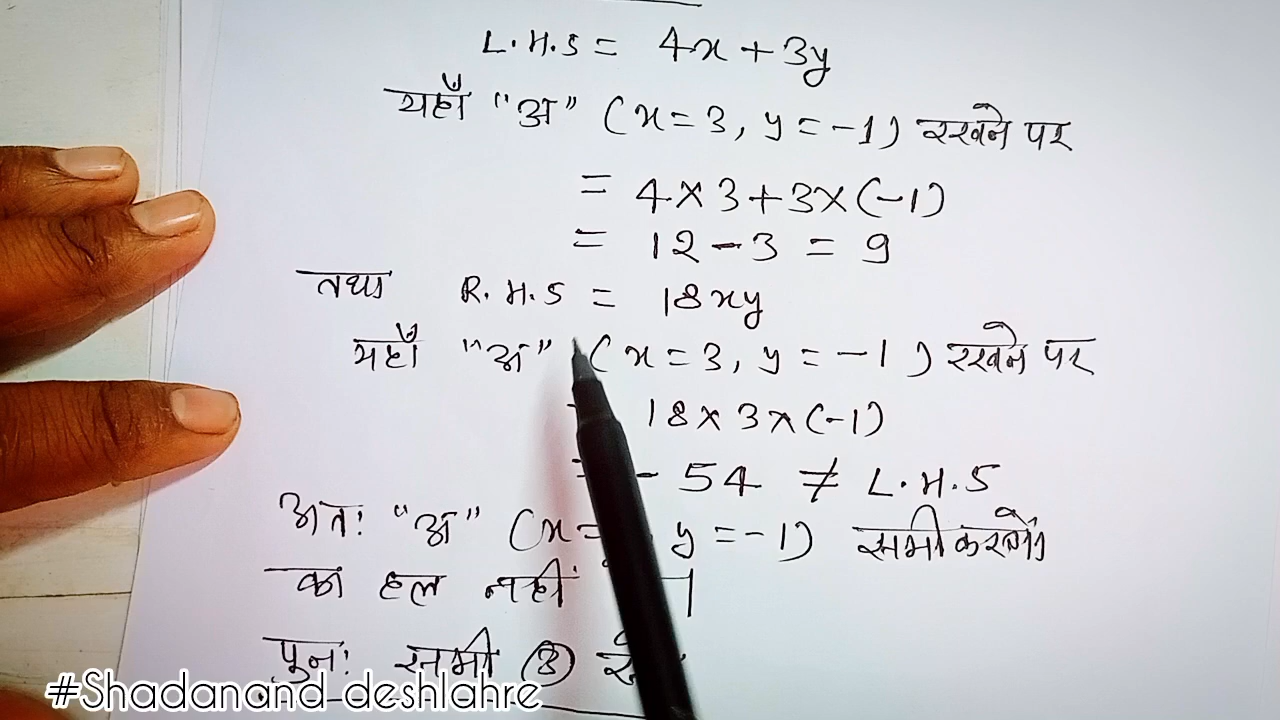 L.H.S = 4x + 3y
यहाँ "अ" (x = 3, y = -1) रखने पर
= 4 × 3 + 3 × (-1)
= 12 - 3 = 9
तथा R.H.S = 18xy
यहाँ "अ" (x = 3, y = -1) रखने पर
18 × 3 × (-1)
= - 54 ≠ L.H.S
अतः "अ" (x = , y = -1) समीकरणों
का हल नहीं
पुनः समी ③
#Shadanand deshlahre